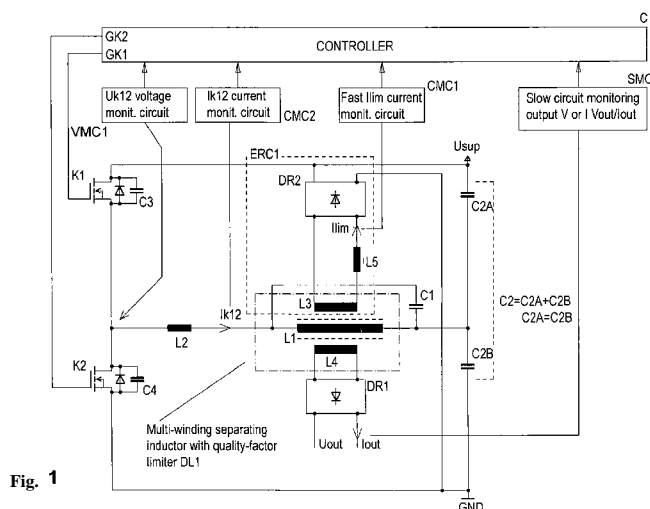 C
GK2
GK1
CONTROLLER
SMC
CMC1
Uk12 voltage
monit. circuit
Ik12 current
monit. circuit
CMC2
Fast Ilim current
monit. circuit
Slow circuit monitoring
output V or I Vout/Iout
VMC1
ERC1
Usup
K1
DR2
C3
C2A
Ilim
L5
C1
C2=C2A+C2B
C2A=C2B
Ik12
L3
L2
L1
L4
K2
C2B
C4
DR1
Multi-winding separating
inductor with quality-factor
limiter DL1
Uout
Iout
Fig. 1
GND